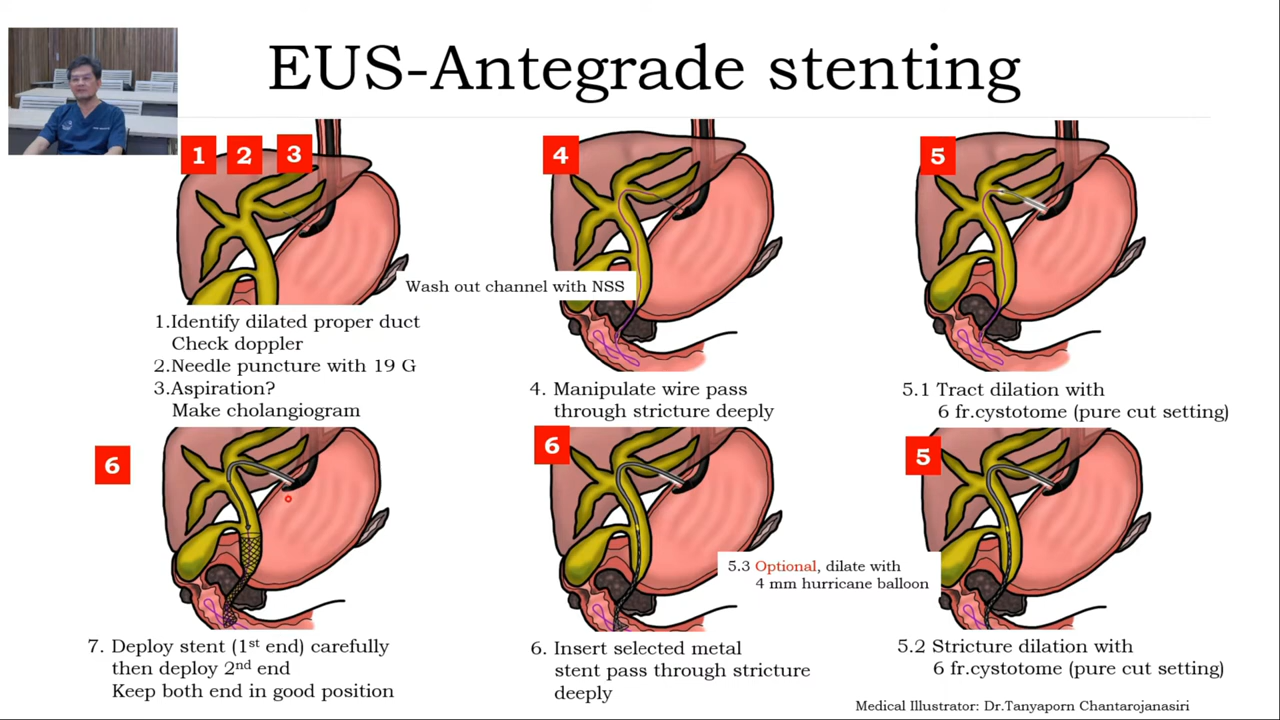 EUS-Antegrade stenting
1 2 3
4
5
Wash out channel with NSS
1.Identify dilated proper duct
Check doppler
2.Needle puncture with 19 G
3.Aspiration?
Make cholangiogram
4. Manipulate wire pass
through stricture deeply
5.1 Tract dilation with
6 fr.cystotome (pure cut setting)
6
6
5
5.3 Optional, dilate with
4 mm hurricane balloon
7. Deploy stent (1st end) carefully
then deploy 2nd end
Keep both end in good position
6. Insert selected metal
stent pass through stricture
deeply
5.2 Stricture dilation with
6 fr.cystotome (pure cut setting)
Medical Illustrator: Dr.Tanyaporn Chantarojanasiri